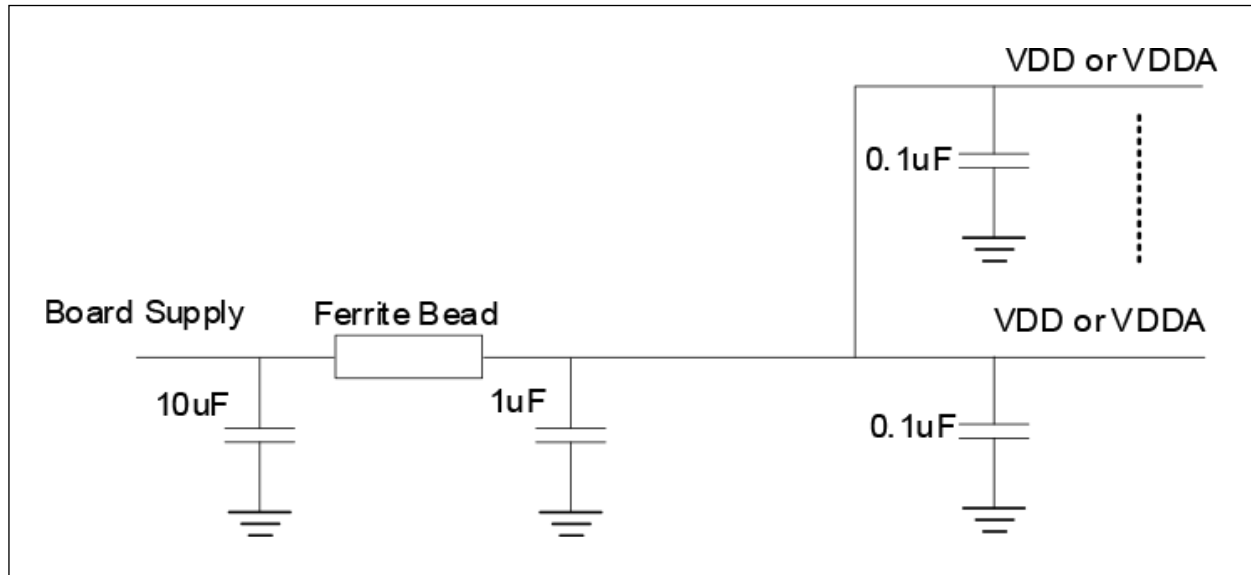 VDD or VDDA
0.1uF
Board Supply
Ferrite Bead
VDD or VDDA
10uF
1uF
0.1uF